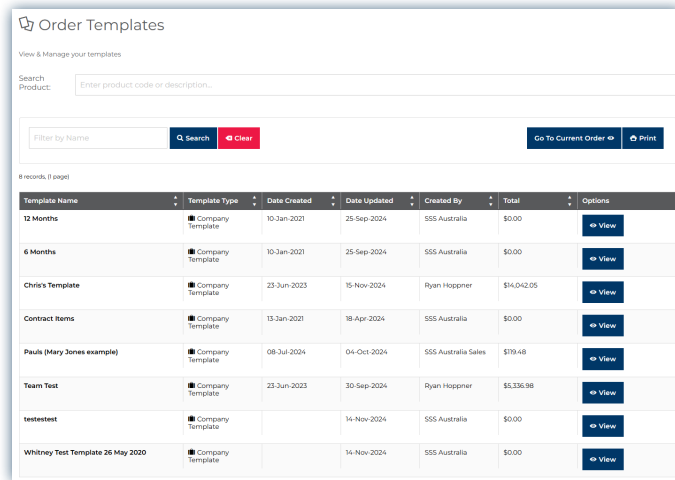 Order Templates
View & Manage your templates
Search Product:
Enter product code or description...
Filter by Name Search Clear Go To Current Order Print
8 records, (1 page)
Template Name Template Type Date Created Date Updated Created By Total Options
12 Months Company Template 10-Jan-2021 25-Sep-2024 SSS Australia $0.00 View
6 Months Company Template 10-Jan-2021 25-Sep-2024 SSS Australia $0.00 View
Chris's Template Company Template 23-Jun-2023 15-Nov-2024 Ryan Hoppner $14,042.05 View
Contract Items Company Template 13-Jan-2021 18-Apr-2024 SSS Australia $0.00 View
Pauls (Mary Jones example) Company Template 08-Jul-2024 04-Oct-2024 SSS Australia Sales $119.48 View
Team Test Company Template 23-Jun-2023 30-Sep-2024 Ryan Hoppner $5,336.98 View
testestest Company Template 14-Nov-2024 SSS Australia $0.00 View
Whitney Test Template 26 May 2020 Company Template 14-Nov-2024 SSS Australia $0.00 View